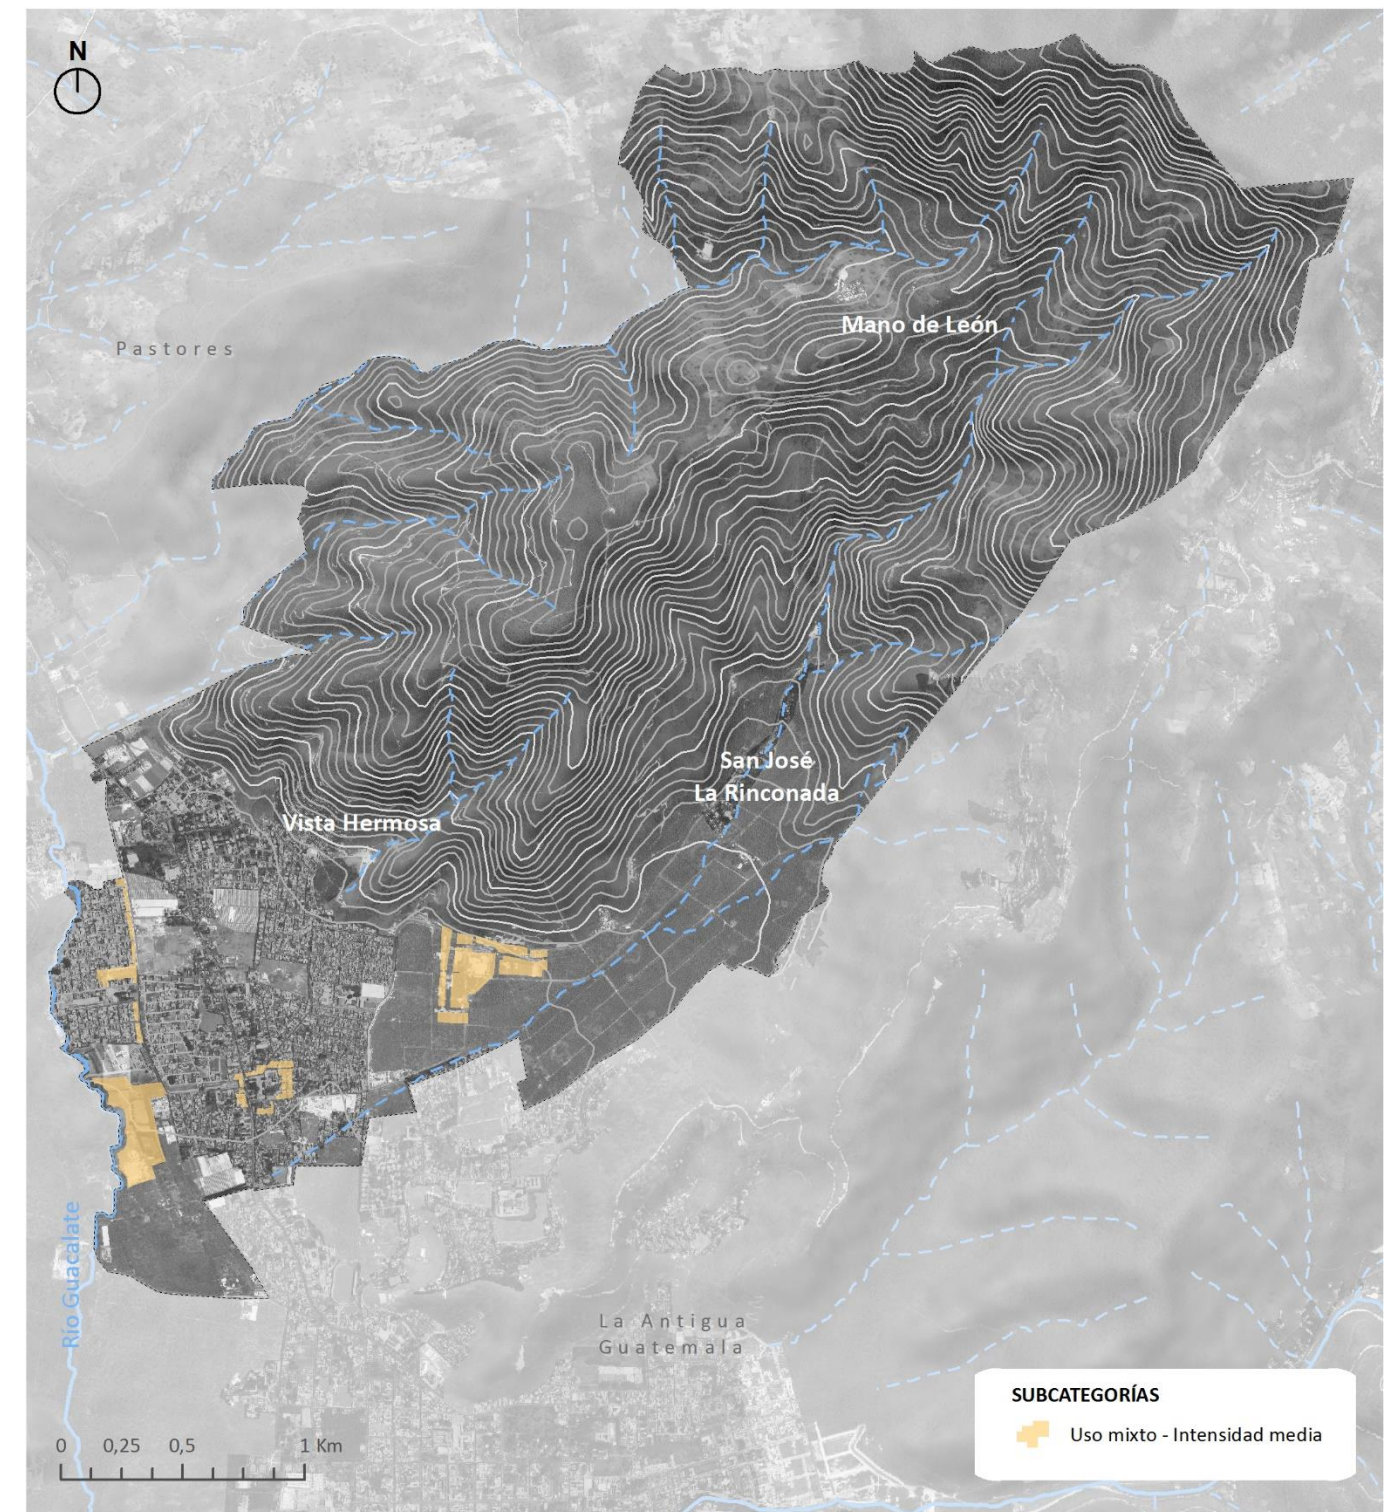 N
Mano de León
Pastores
San José
La Rinconada
Vista Hermosa
Río Guacalate
La Antigua
Guatemala
SUBCATEGORÍAS
Uso mixto - Intensidad media
0 0,25 0,5 1 Km